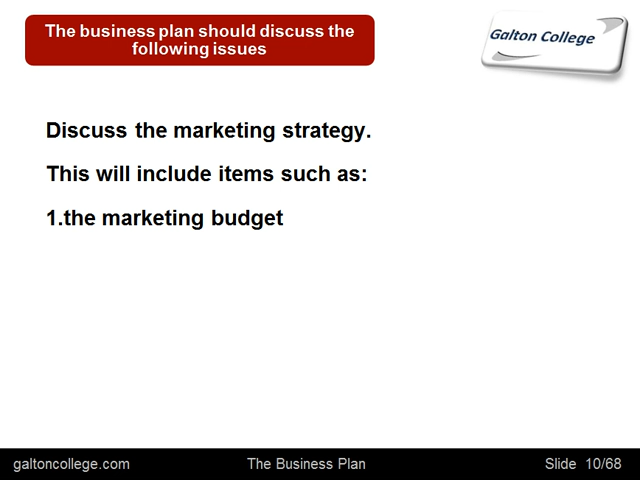 The business plan should discuss the
following issues
Galton College
Discuss the marketing strategy.
This will include items such as:
1.the marketing budget
galtoncollege.com
The Business Plan
Slide 10/68